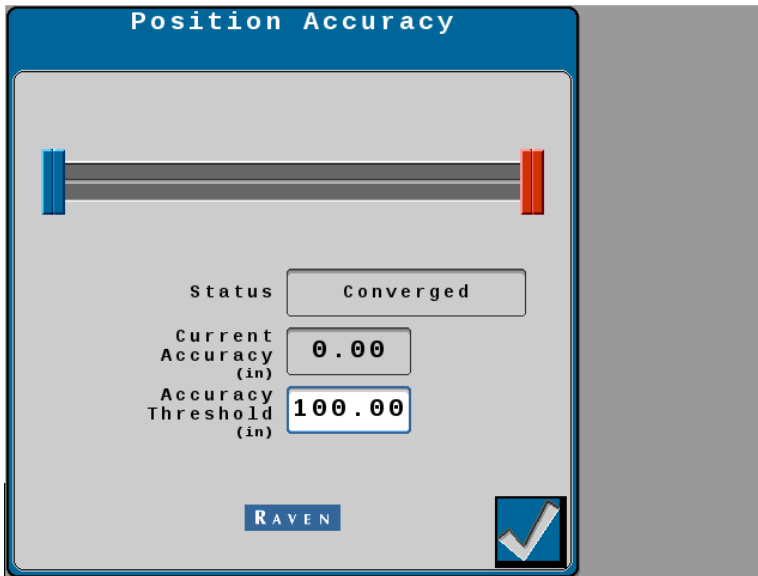 Position Accuracy
Status
Converged
Current
Accuracy
(in)
0.00
Accuracy
Threshold
(in)
100.00
RAVEN